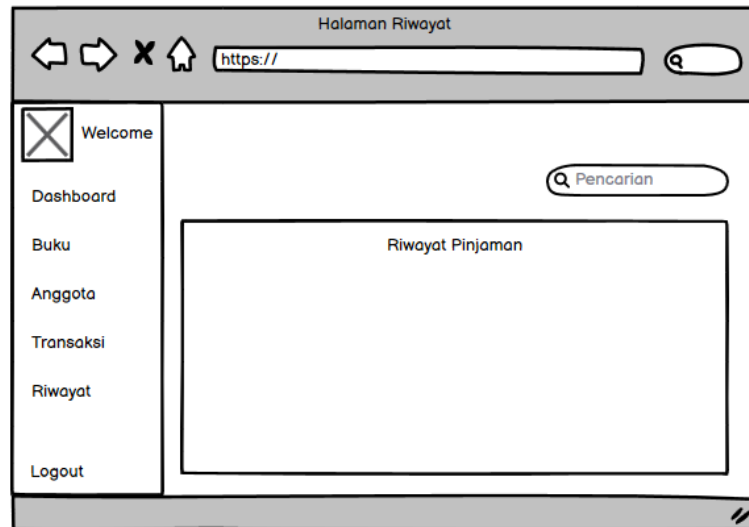 Halaman Riwayat
https://
Welcome
Pencarian
Dashboard
Buku
Riwayat Pinjaman
Anggota
Transaksi
Riwayat
Logout